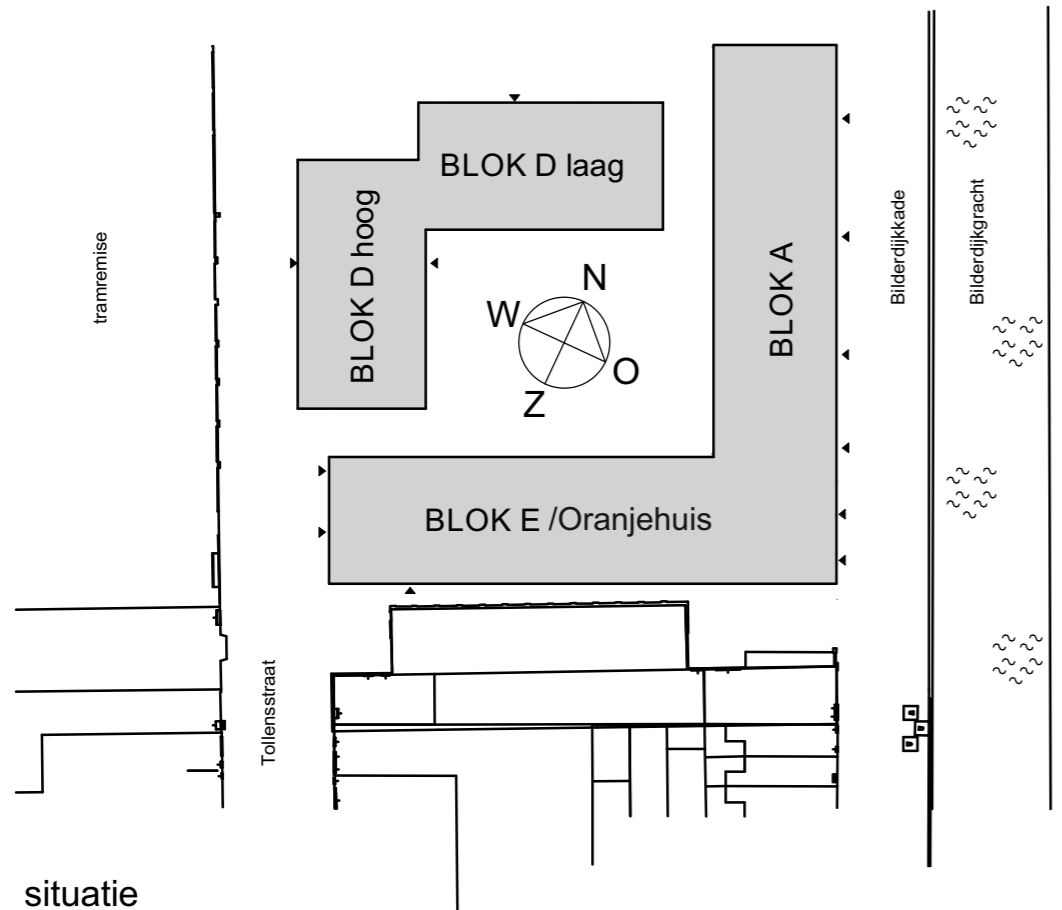 BLOK D laag
BLOK D hoog
BLOK A
tramremise
Bilderdijkkade
Bilderdijkgracht
N
W
O
Z
BLOK E /Oranjehuis
Tollensstraat
situatie